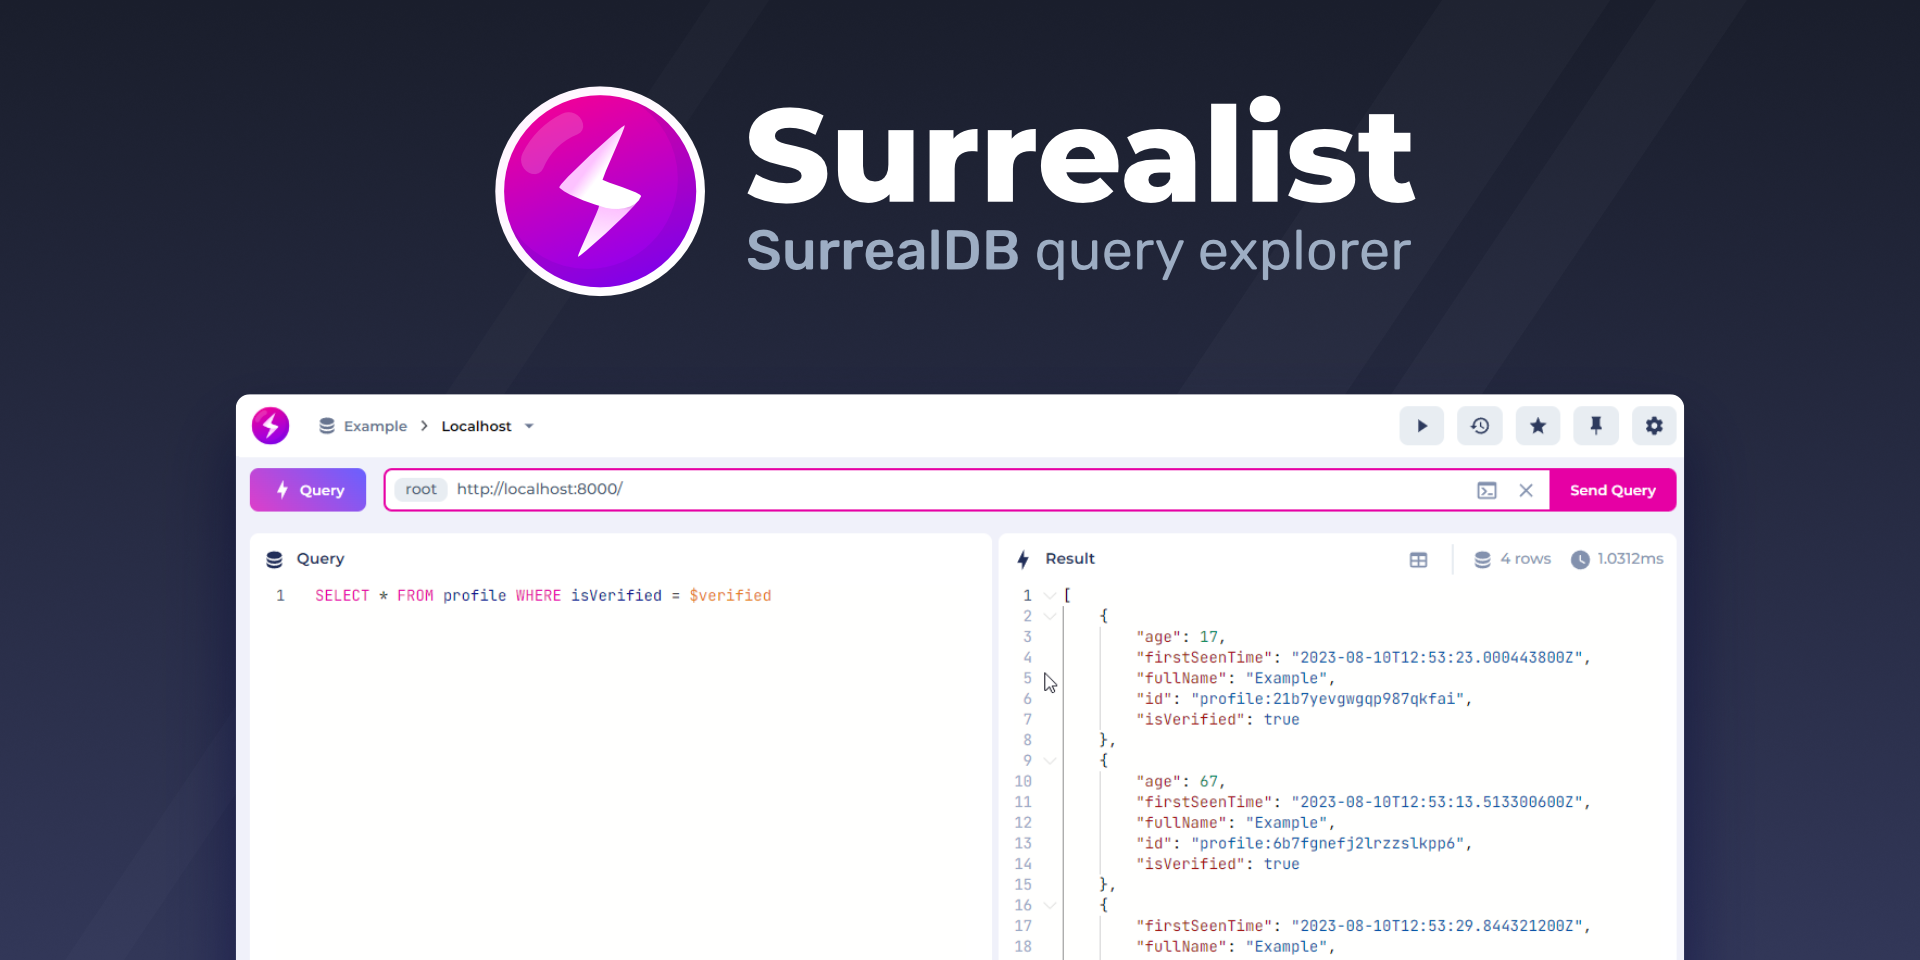 Surrealist
SurrealDB query explorer
Example > Localhost
Query
root http://localhost:8000/
Send Query
Query
1 SELECT * FROM profile WHERE isVerified = $verified
Result
4 rows
1.0312ms
1 [
2 {
3 "age": 17,
4 "firstSeenTime": "2023-08-10T12:53:23.000443800Z",
5 "fullName": "Example",
6 "id": "profile:21b7yevgwgqp987qkfai",
7 "isVerified": true
8 },
9 {
10 "age": 67,
11 "firstSeenTime": "2023-08-10T12:53:13.513300600Z",
12 "fullName": "Example",
13 "id": "profile:6b7fgnefj2lrzzslkpp6",
14 "isVerified": true
15 },
16 {
17 "firstSeenTime": "2023-08-10T12:53:29.844321200Z",
18 "fullName": "Example",